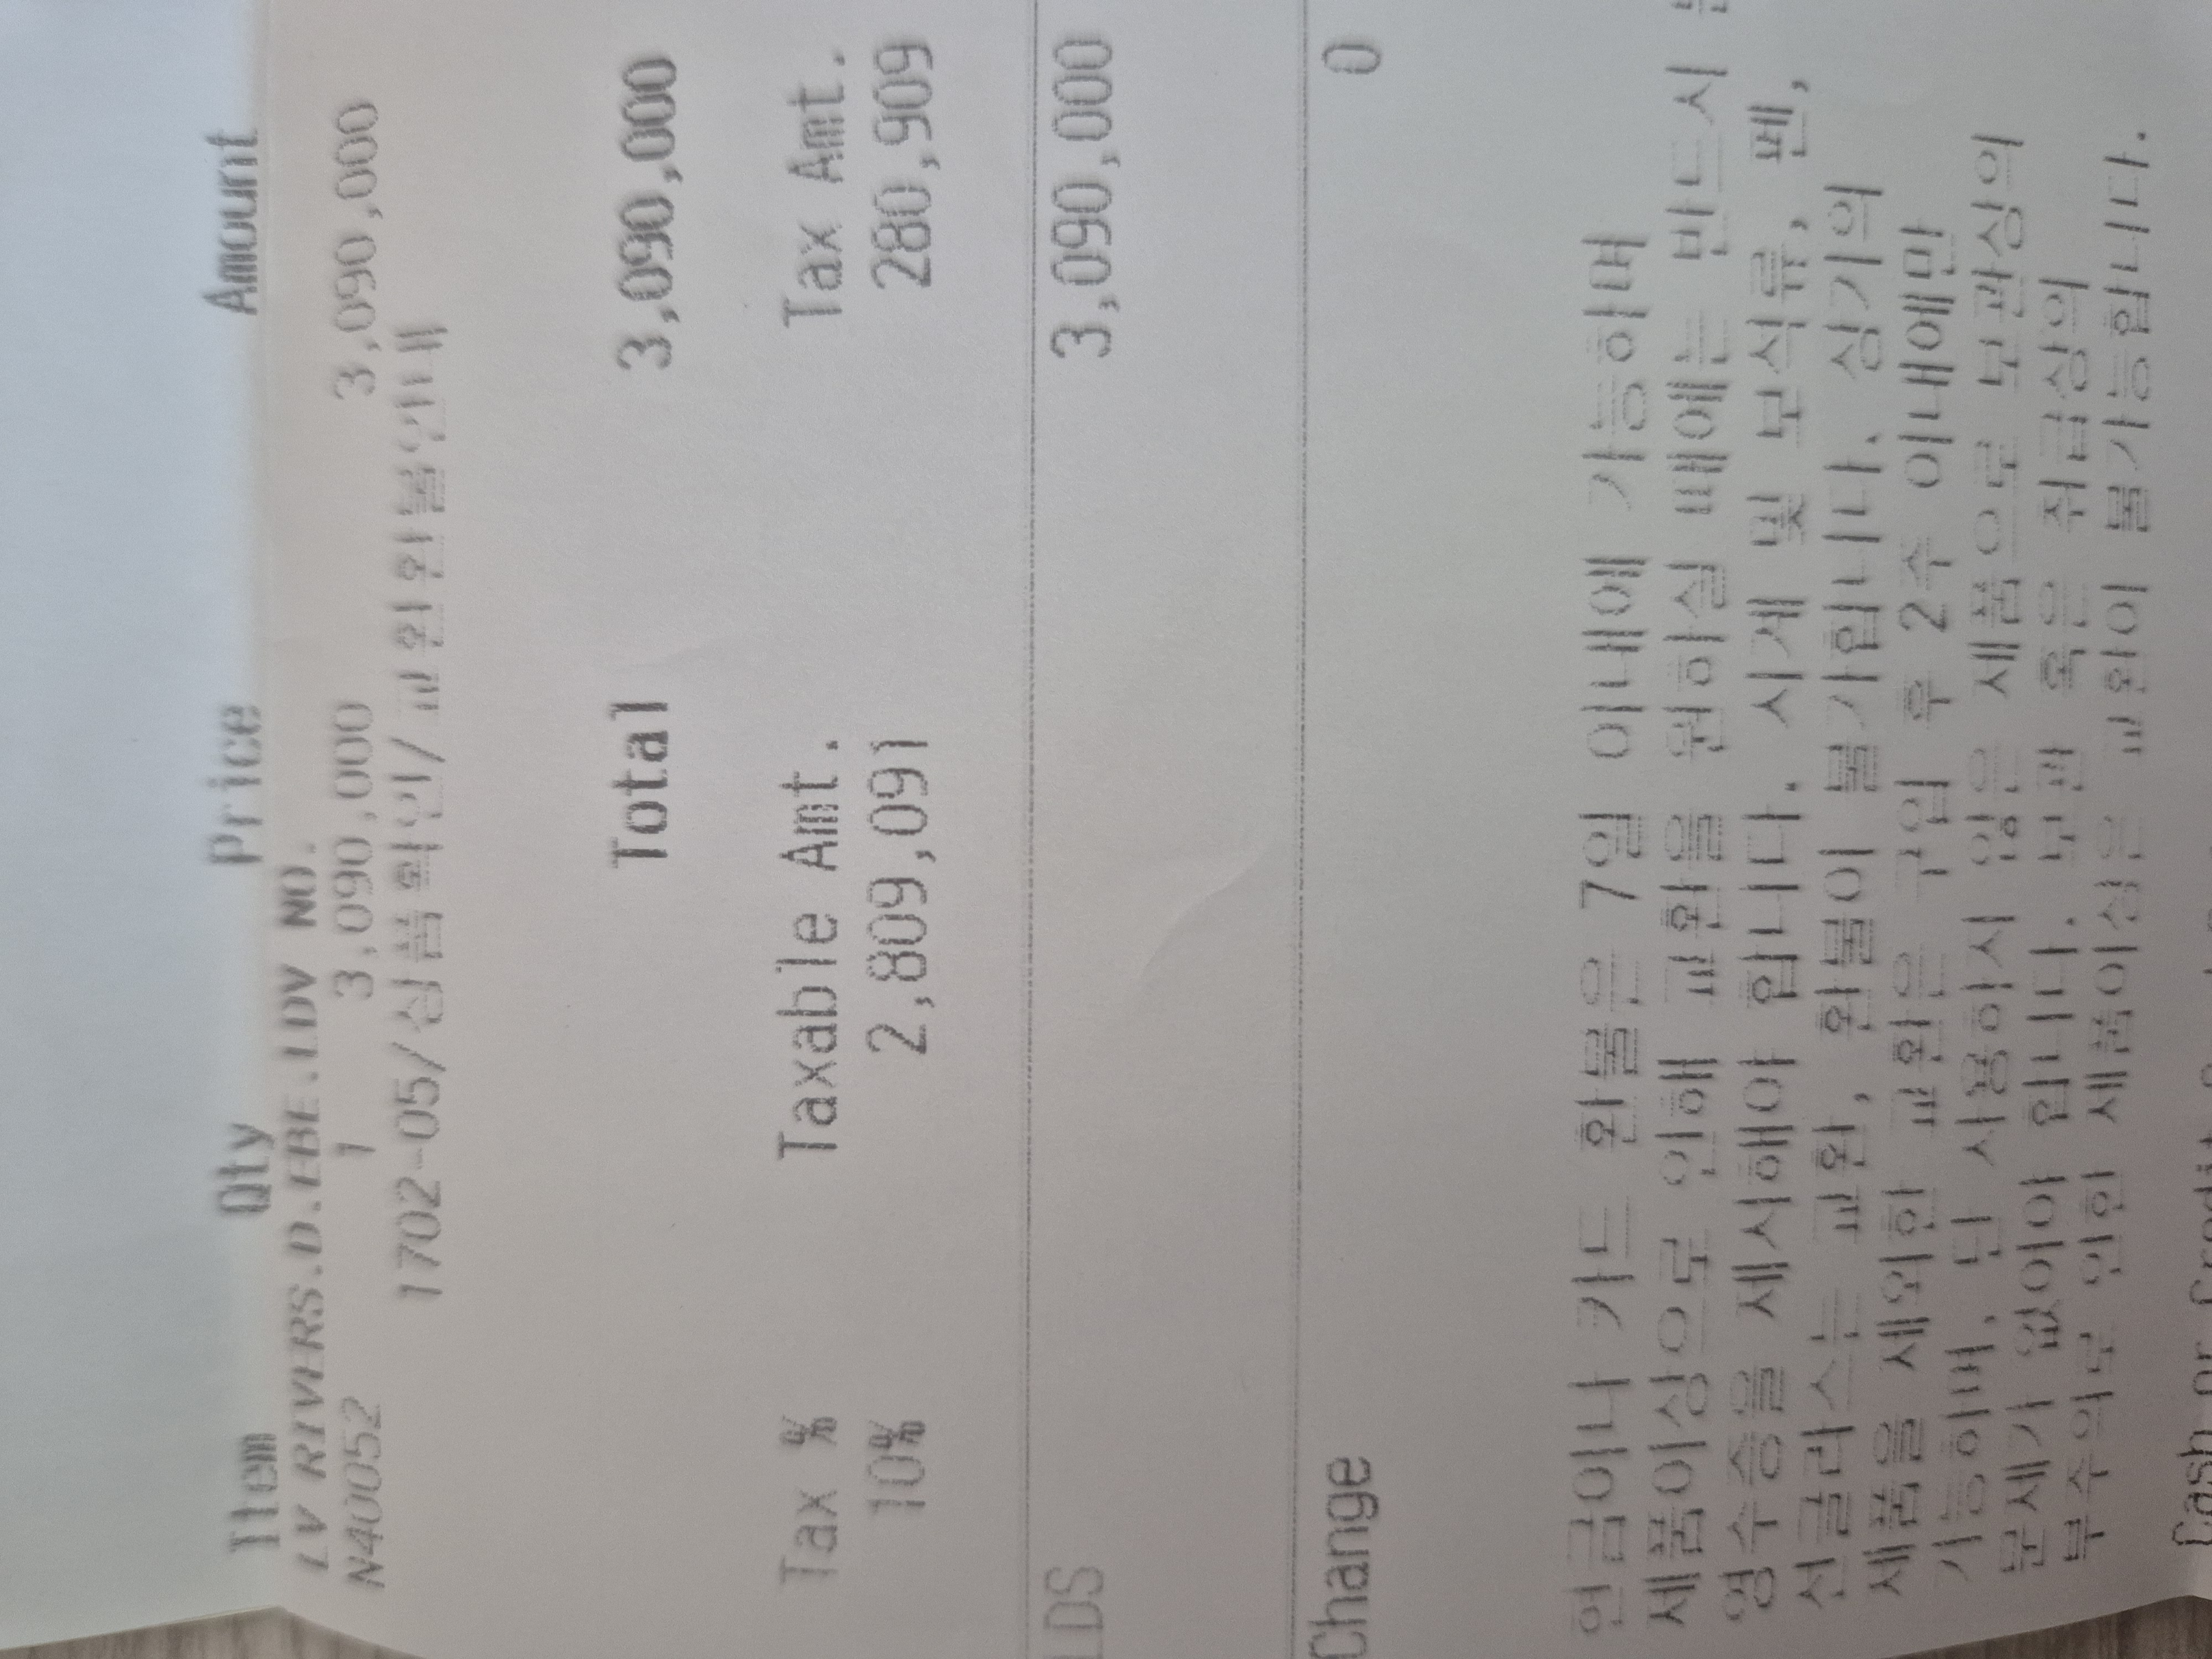 Item Qty Price Amount
LV RIVERS.D.EBE.LDV NO.
N40052 1 3,090,000 3,090,000
1702-05/상품확인/교환환불안내
Total 3,090,000
Tax % Taxable Amt. Tax Amt.
10% 2,809,091 280,909
LDS 3,090,000
Change 0
현금이나 카드 환불은 7일 이내에 가능하며
제품이상으로 인해 교환을 원하실 때에는 반드시
영수증을 제시해야 합니다. 시계 및 보석류, 펜,
선글라스는 교환, 환불이 불가합니다. 상기의
제품을 제외한 교환은 구입 후 2주 이내에만
가능하며, 단 사용하지 않은 제품으로 보관상의
문제가 없어야 합니다. 보관 혹은 취급상의
부주의로 인한 제품이상은 교환이 불가능합니다.
Cash or Credit